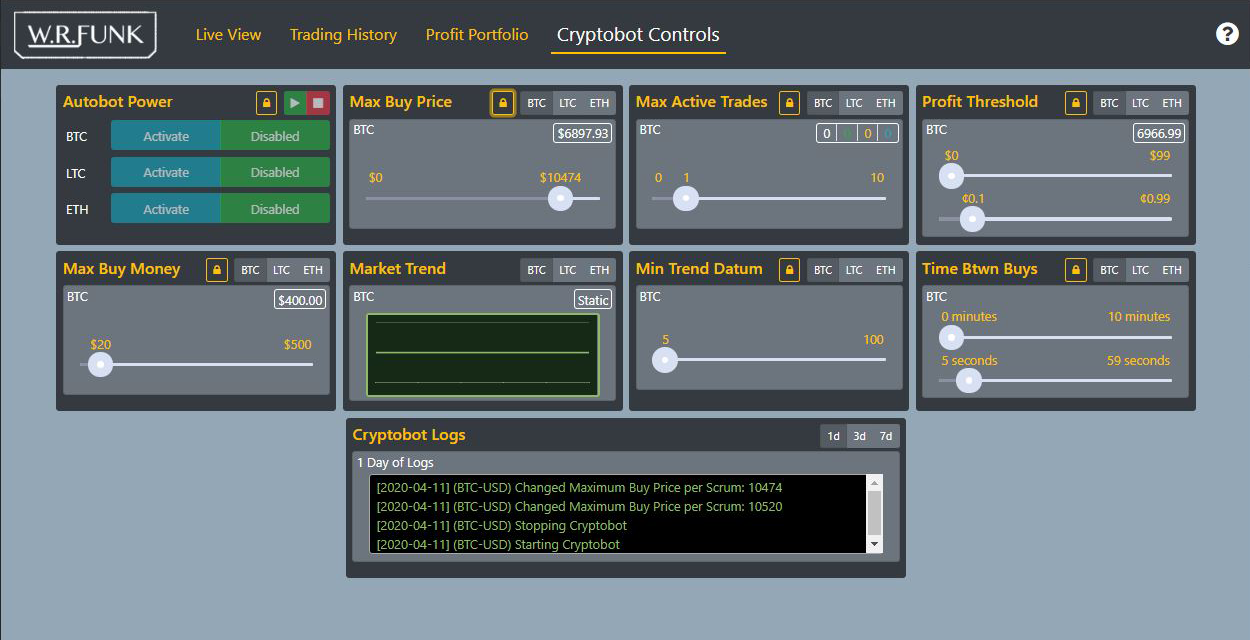 W.R.FUNK Live View Trading History Profit Portfolio Cryptobot Controls ?
Autobot Power
BTC Activate Disabled
LTC Activate Disabled
ETH Activate Disabled
Max Buy Price BTC LTC ETH
BTC $6897.93
$0 $10474
Max Active Trades BTC LTC ETH
BTC 0 0 0 0
0 1 10
Profit Threshold BTC LTC ETH
BTC 6966.99
$0 $99
¢0.1 ¢0.99
Max Buy Money BTC LTC ETH
BTC $400.00
$20 $500
Market Trend BTC LTC ETH
BTC Static
Min Trend Datum BTC LTC ETH
BTC
5 100
Time Btwn Buys BTC LTC ETH
BTC
0 minutes 10 minutes
5 seconds 59 seconds
Cryptobot Logs 1d 3d 7d
1 Day of Logs
[2020-04-11] (BTC-USD) Changed Maximum Buy Price per Scrum: 10474
[2020-04-11] (BTC-USD) Changed Maximum Buy Price per Scrum: 10520
[2020-04-11] (BTC-USD) Stopping Cryptobot
[2020-04-11] (BTC-USD) Starting Cryptobot